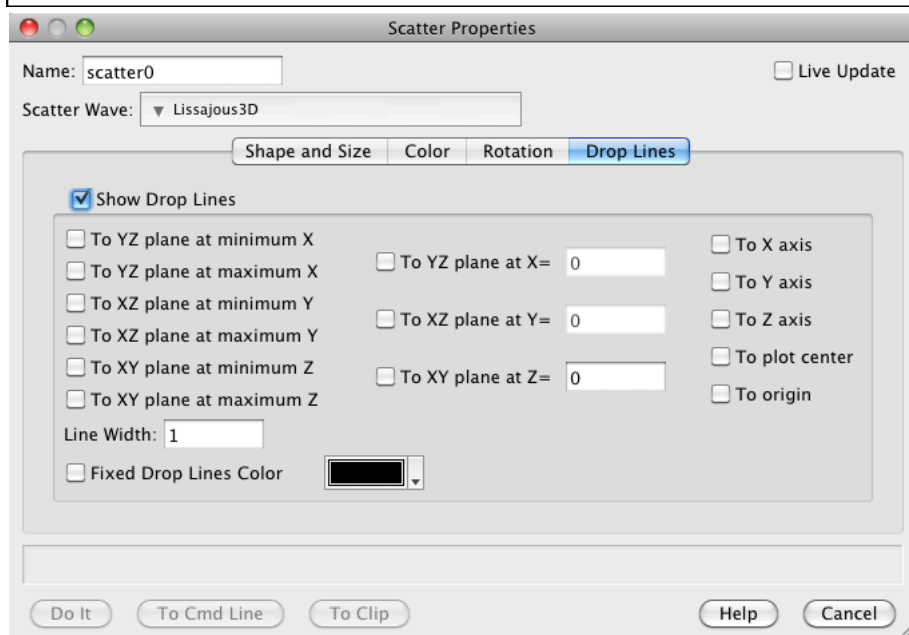 Scatter Properties
Name: scatter0
Live Update
Scatter Wave: Lissajous3D
Shape and Size Color Rotation Drop Lines
Show Drop Lines
To YZ plane at minimum X
To YZ plane at maximum X
To XZ plane at minimum Y
To XZ plane at maximum Y
To XY plane at minimum Z
To XY plane at maximum Z
To YZ plane at X= 0
To XZ plane at Y= 0
To XY plane at Z= 0
To X axis
To Y axis
To Z axis
To plot center
To origin
Line Width: 1
Fixed Drop Lines Color
Do It To Cmd Line To Clip Help Cancel